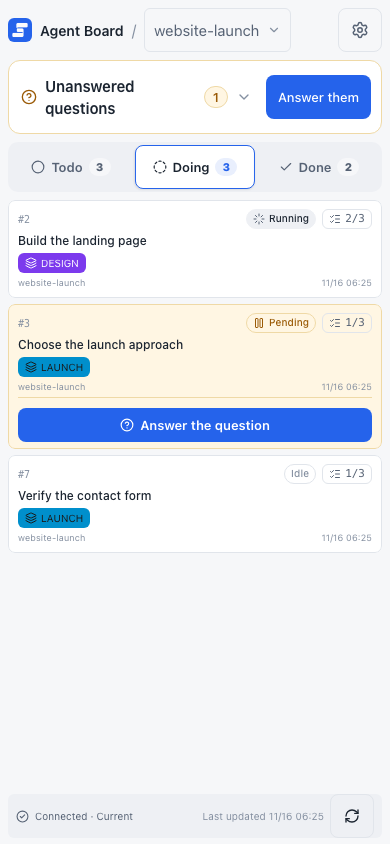 Agent Board / website-launch
Unanswered
questions
1
Answer them
Todo 3
Doing 3
Done 2
#2
Running
2/3
Build the landing page
DESIGN
website-launch
11/16 06:25
#3
Pending
1/3
Choose the launch approach
LAUNCH
website-launch
11/16 06:25
Answer the question
#7
Idle
1/3
Verify the contact form
LAUNCH
website-launch
11/16 06:25
Connected · Current
Last updated 11/16 06:25